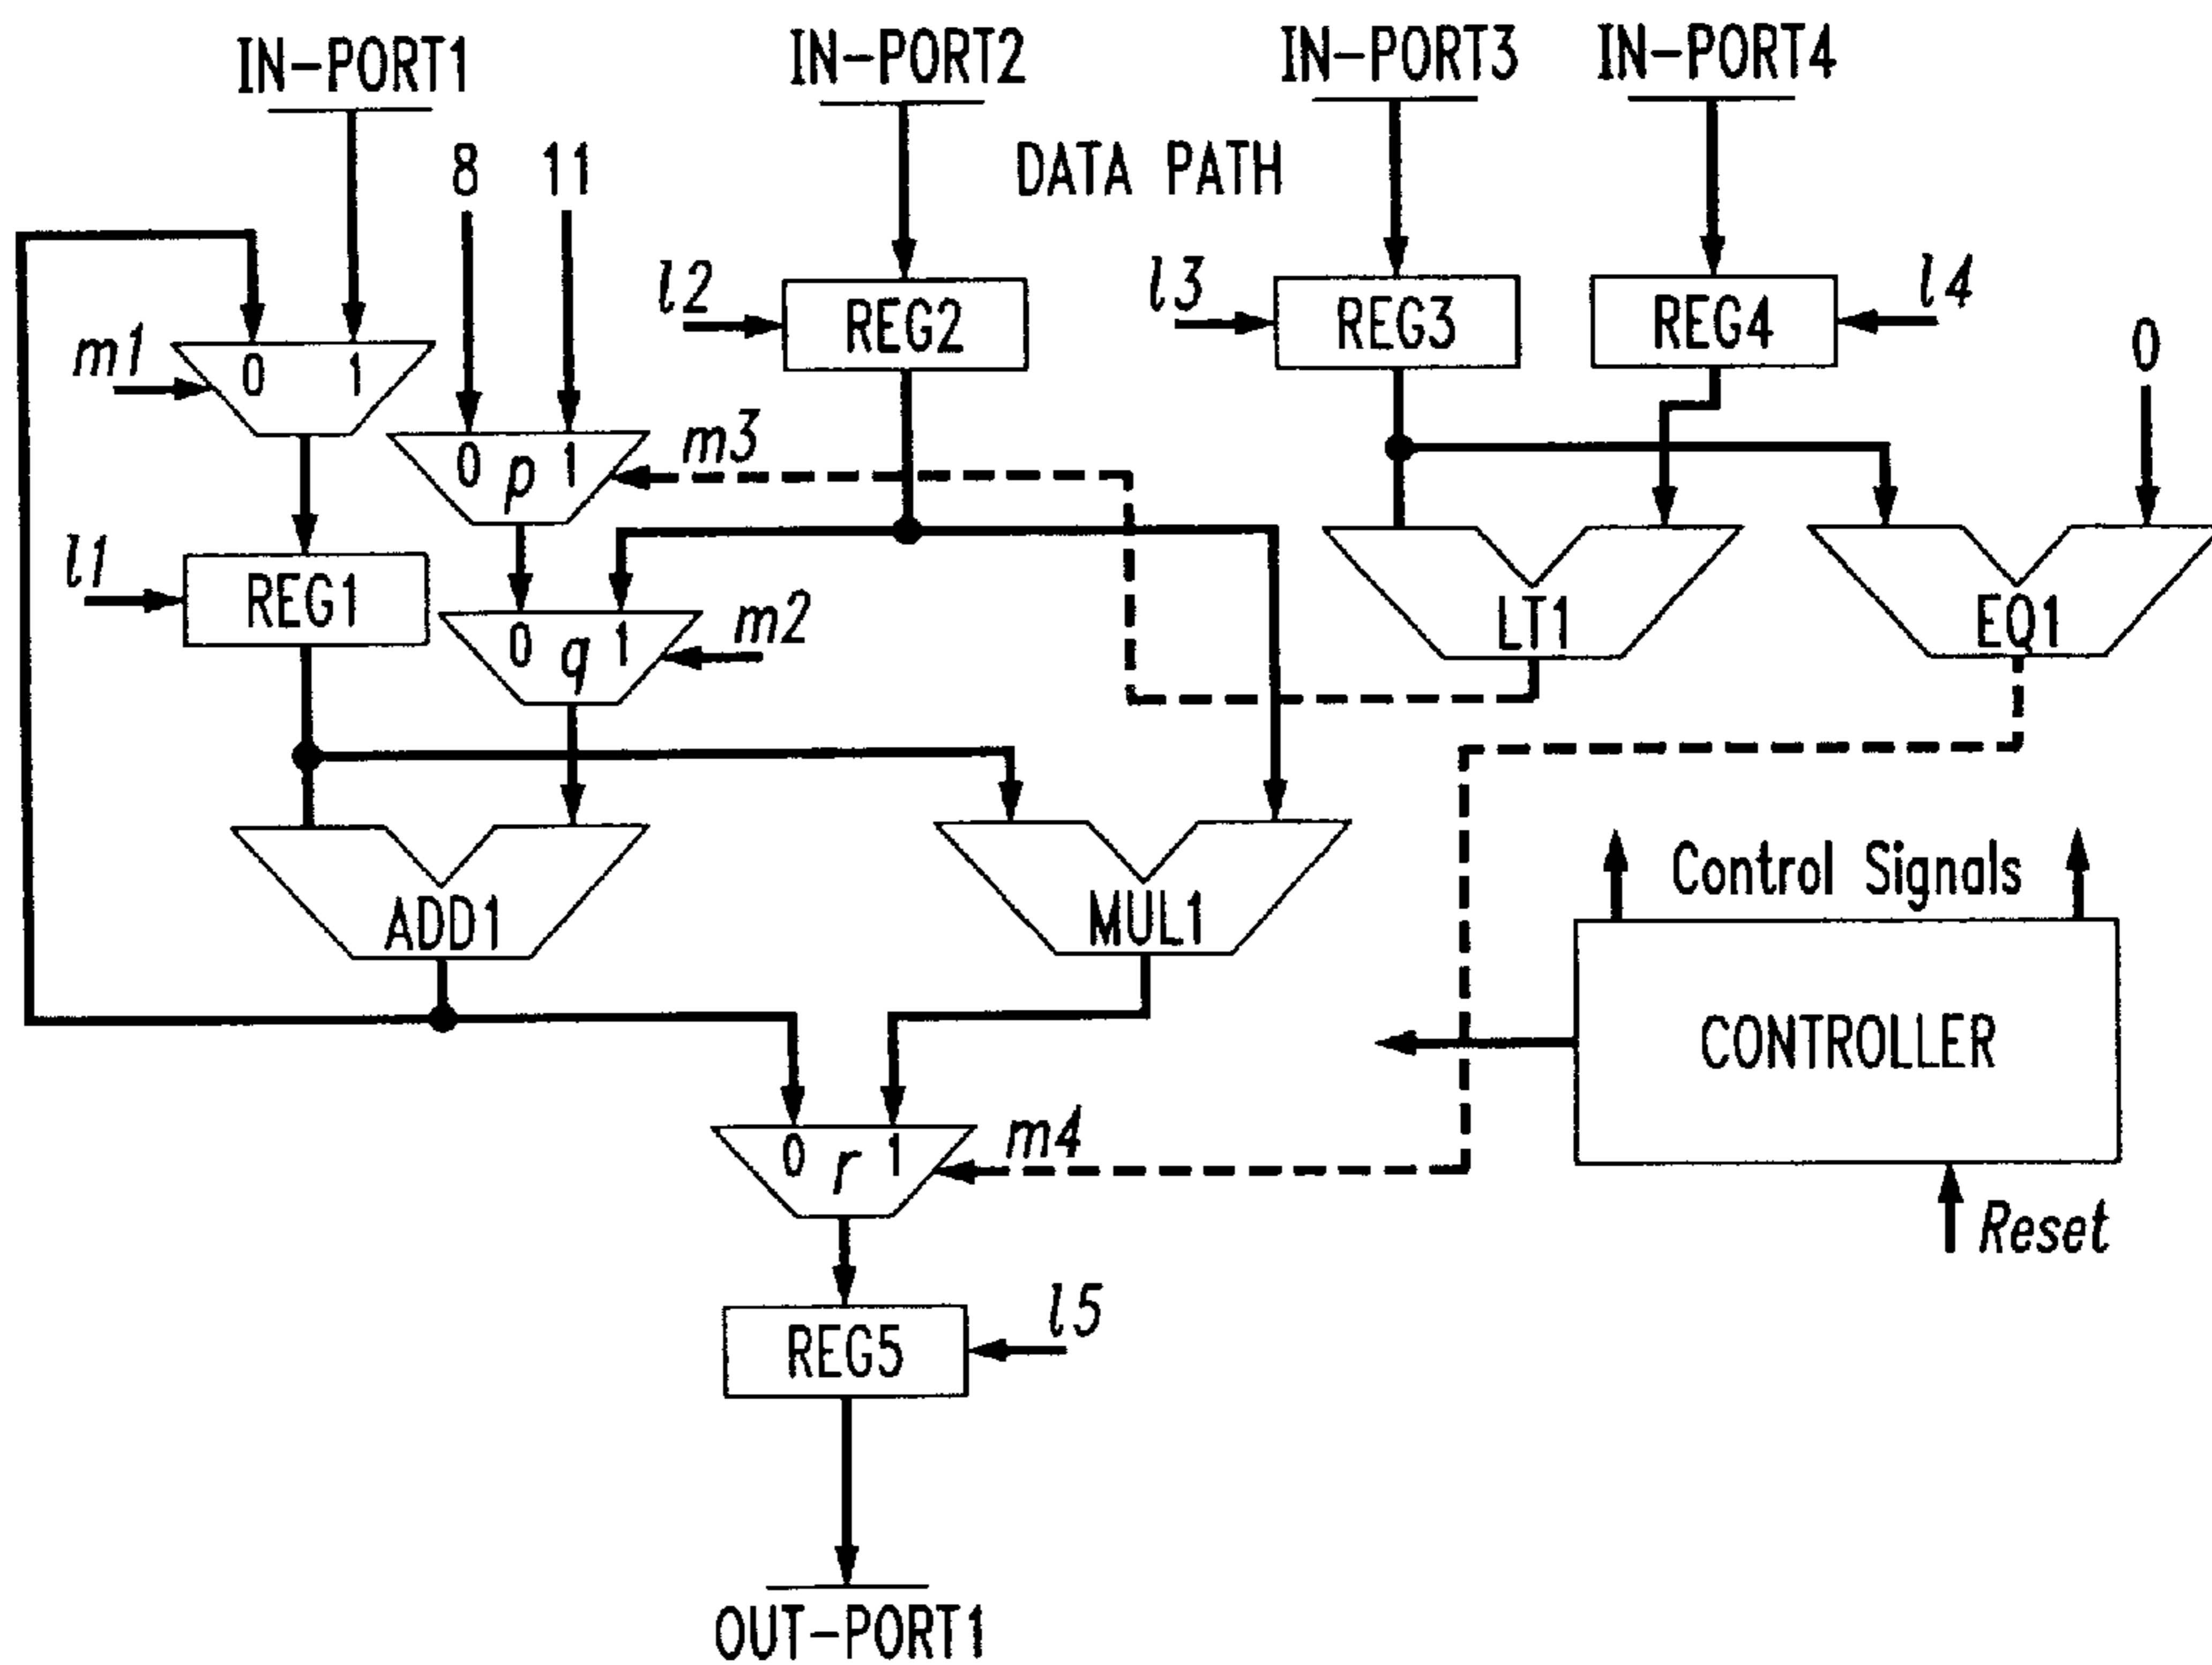 IN-PORT1
IN-PORT2
IN-PORT3
IN-PORT4
8
11
DATA PATH
l2
REG2
l3
REG3
REG4
l4
0
m1
0 1
m3
0 p 1
l1
REG1
0 q 1
m2
LT1
EQ1
ADD1
MUL1
Control Signals
CONTROLLER
m4
0 r 1
Reset
REG5
l5
OUT-PORT1